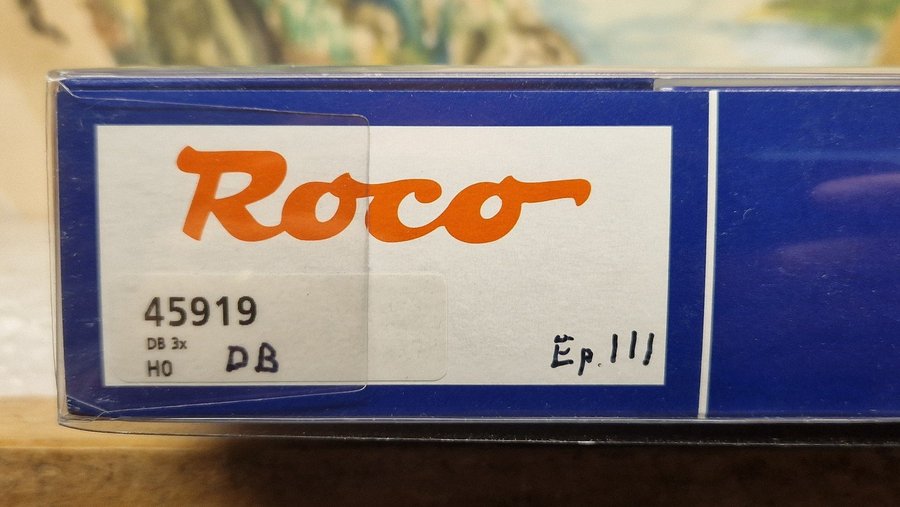 Roco
45919
DB 3x
H0 DB
Ep. III